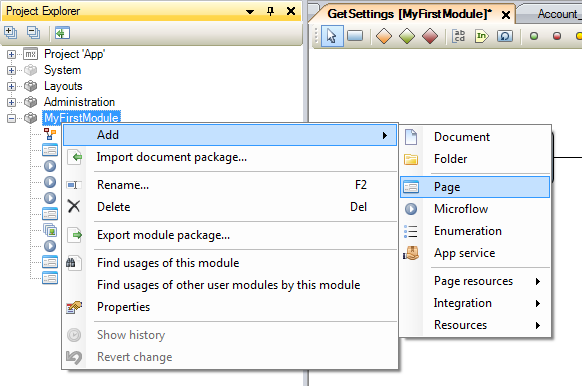 Project Explorer
GetSettings [MyFirstModule]*
Account_
Project 'App'
System
Layouts
Administration
MyFirstModule
Add
Import document package...
Rename... F2
Delete Del
Export module package...
Find usages of this module
Find usages of other user modules by this module
Properties
Show history
Revert change
Document
Folder
Page
Microflow
Enumeration
App service
Page resources
Integration
Resources